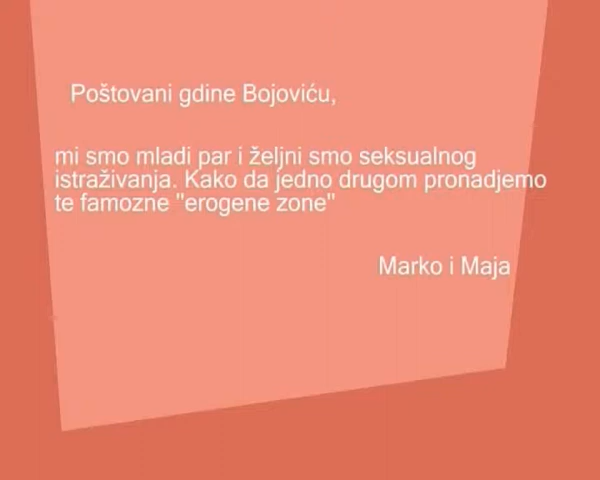 Poštovani gdine Bojoviću,
mi smo mladi par i željni smo seksualnog
istraživanja. Kako da jedno drugom pronadjemo
te famozne "erogene zone"
Marko i Maja